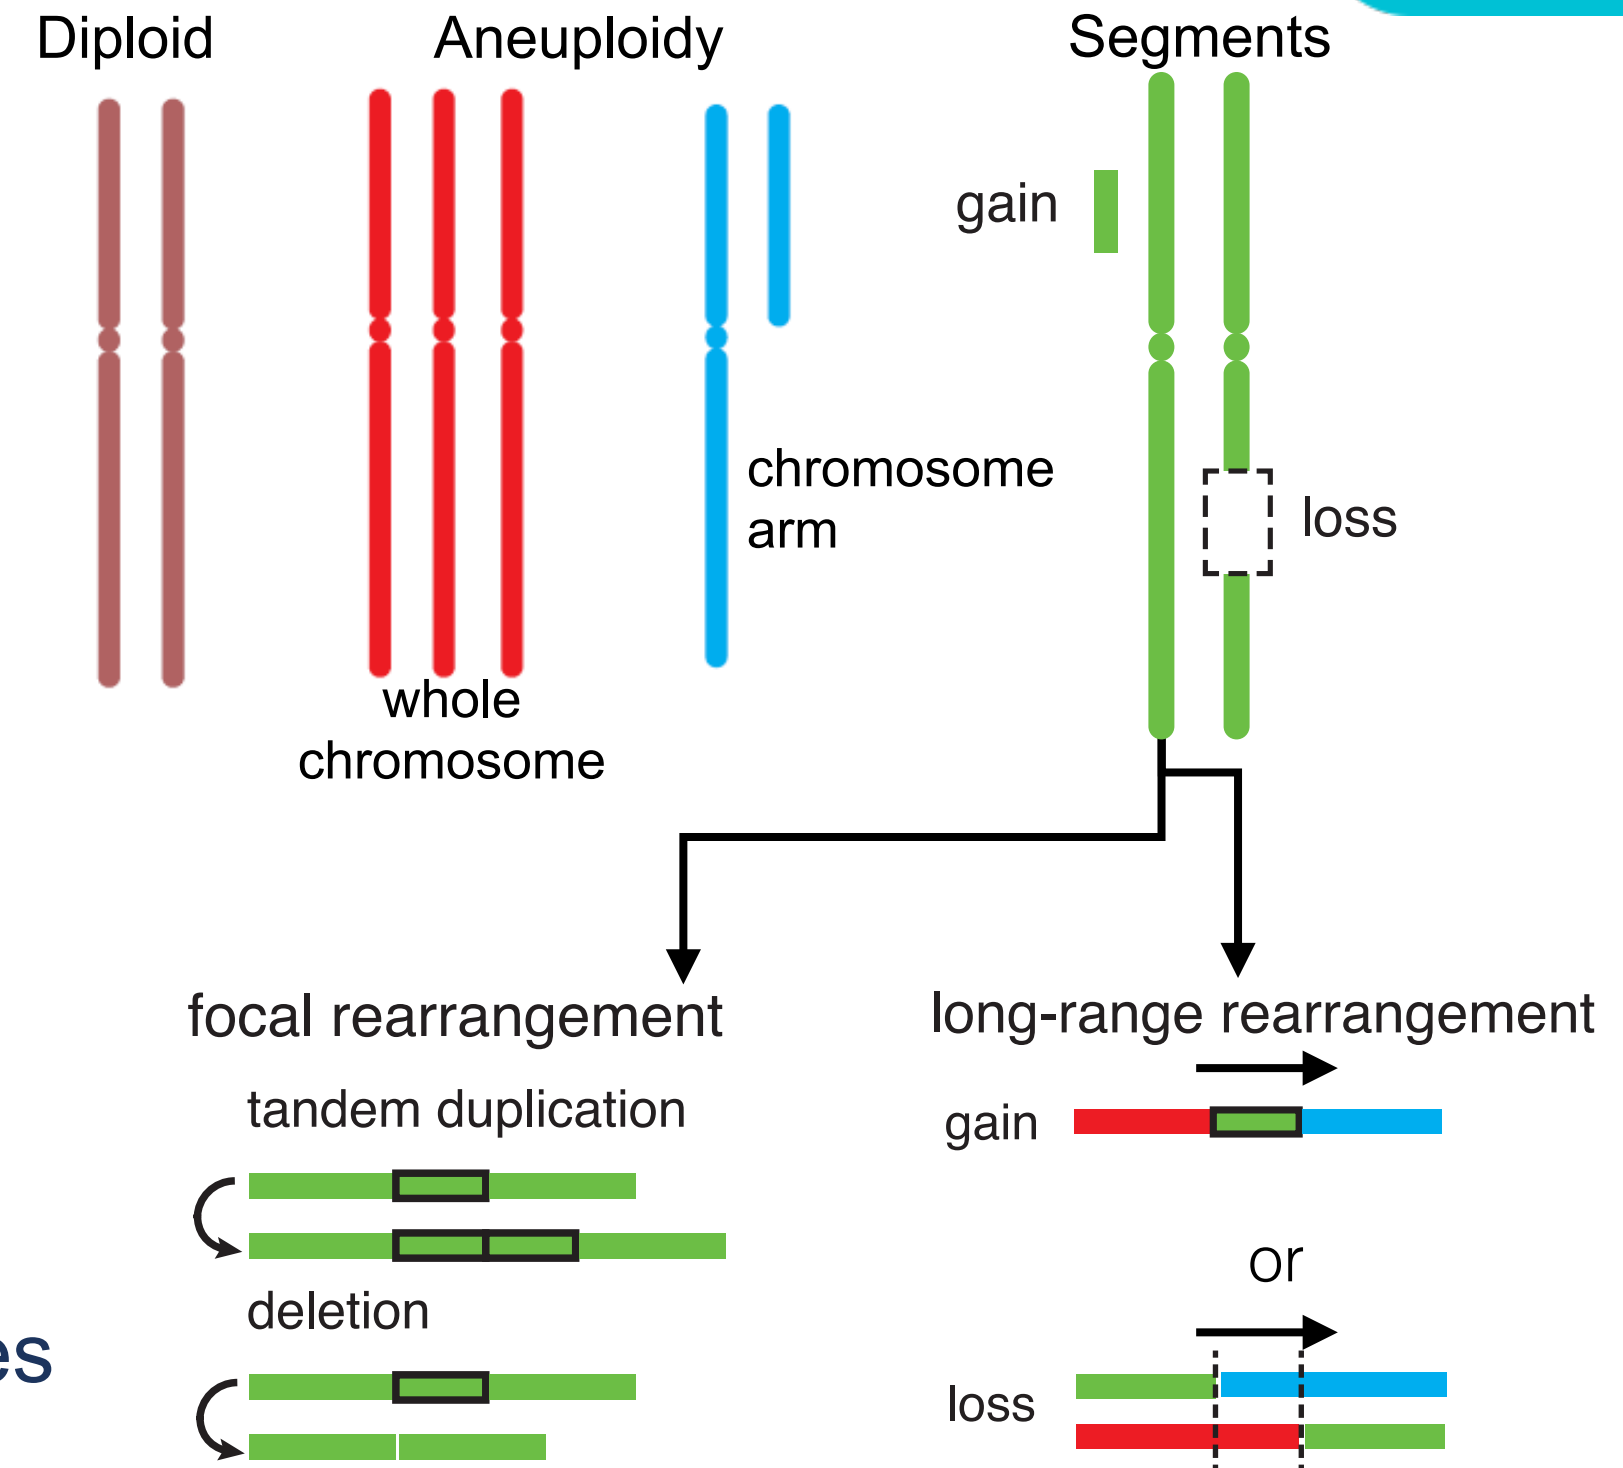 Diploid
Aneuploidy
Segments
gain
chromosome
arm
loss
whole
chromosome
focal rearrangement
long-range rearrangement
tandem duplication
gain
deletion
or
es
loss